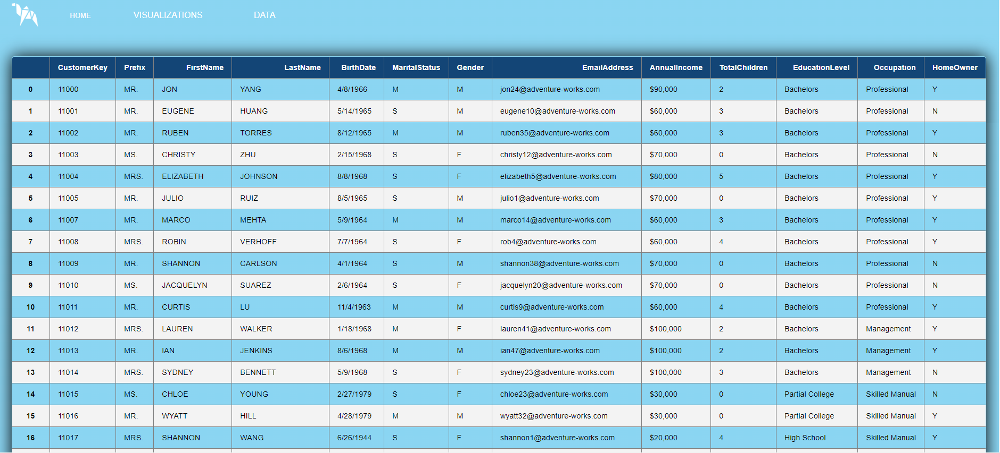 HOME VISUALIZATIONS DATA
CustomerKey Prefix FirstName LastName BirthDate MaritalStatus Gender EmailAddress AnnualIncome TotalChildren EducationLevel Occupation HomeOwner
0 11000 MR. JON YANG 4/8/1966 M M jon24@adventure-works.com $90,000 2 Bachelors Professional Y
1 11001 MR. EUGENE HUANG 5/14/1965 S M eugene10@adventure-works.com $60,000 3 Bachelors Professional N
2 11002 MR. RUBEN TORRES 8/12/1965 M M ruben35@adventure-works.com $60,000 3 Bachelors Professional Y
3 11003 MS. CHRISTY ZHU 2/15/1968 S F christy12@adventure-works.com $70,000 0 Bachelors Professional N
4 11004 MRS. ELIZABETH JOHNSON 8/8/1968 S F elizabeth5@adventure-works.com $80,000 5 Bachelors Professional Y
5 11005 MR. JULIO RUIZ 8/5/1965 S M julio1@adventure-works.com $70,000 0 Bachelors Professional Y
6 11007 MR. MARCO MEHTA 5/9/1964 M M marco14@adventure-works.com $60,000 3 Bachelors Professional Y
7 11008 MRS. ROBIN VERHOFF 7/7/1964 S F rob4@adventure-works.com $60,000 4 Bachelors Professional Y
8 11009 MR. SHANNON CARLSON 4/1/1964 S M shannon38@adventure-works.com $70,000 0 Bachelors Professional N
9 11010 MS. JACQUELYN SUAREZ 2/6/1964 S F jacquelyn20@adventure-works.com $70,000 0 Bachelors Professional N
10 11011 MR. CURTIS LU 11/4/1963 M M curtis9@adventure-works.com $60,000 4 Bachelors Professional Y
11 11012 MRS. LAUREN WALKER 1/18/1968 M F lauren41@adventure-works.com $100,000 2 Bachelors Management Y
12 11013 MR. IAN JENKINS 8/6/1968 M M ian47@adventure-works.com $100,000 2 Bachelors Management Y
13 11014 MRS. SYDNEY BENNETT 5/9/1968 S F sydney23@adventure-works.com $100,000 3 Bachelors Management N
14 11015 MS. CHLOE YOUNG 2/27/1979 S F chloe23@adventure-works.com $30,000 0 Partial College Skilled Manual N
15 11016 MR. WYATT HILL 4/28/1979 M M wyatt32@adventure-works.com $30,000 0 Partial College Skilled Manual Y
16 11017 MRS. SHANNON WANG 6/26/1944 S F shannon1@adventure-works.com $20,000 4 High School Skilled Manual Y